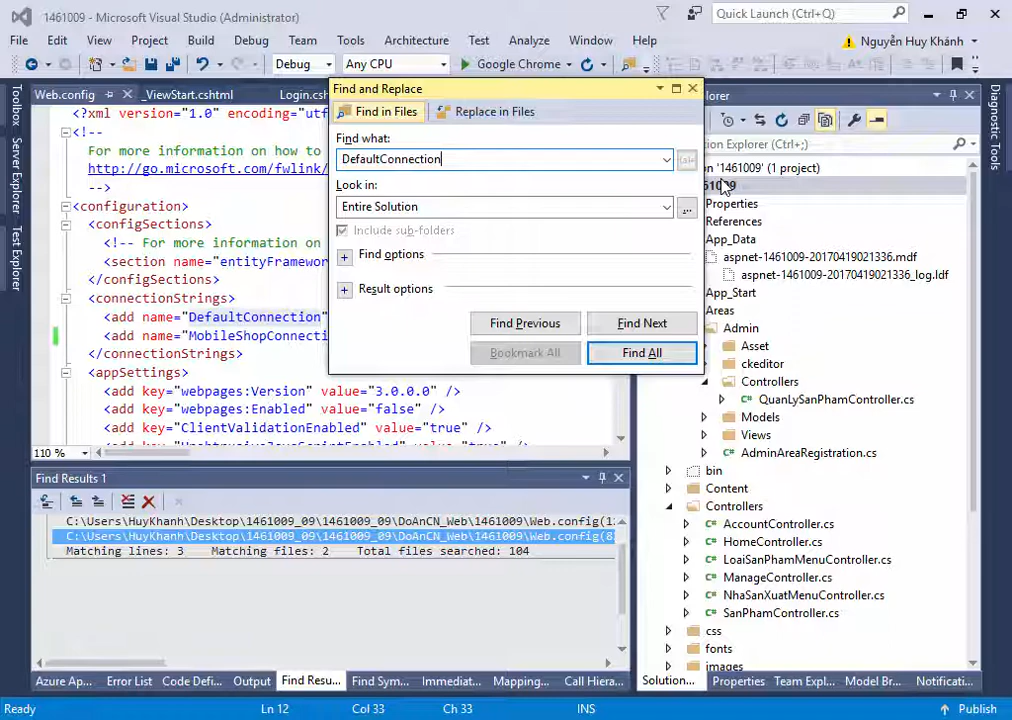 1461009 - Microsoft Visual Studio (Administrator)
Quick Launch (Ctrl+Q)
File Edit View Project Build Debug Team Tools Architecture Test Analyze Window Help
Nguyễn Huy Khánh
Debug Any CPU Google Chrome
Toolbox
Server Explorer
Test Explorer
Web.config _ViewStart.cshtml Login.csh
<?xml version="1.0" encoding="utf
<!--
For more information on how to
http://go.microsoft.com/fwlink/
-->
<configuration>
<configSections>
<!-- For more information on
<section name="entityFramewor
</configSections>
<connectionStrings>
<add name="DefaultConnection"
<add name="MobileShopConnecti
</connectionStrings>
<appSettings>
<add key="webpages:Version" value="3.0.0.0" />
<add key="webpages:Enabled" value="false" />
<add key="ClientValidationEnabled" value="true" />
110 %
Find and Replace
Find in Files Replace in Files
Find what:
DefaultConnection
Look in:
Entire Solution
...
Include sub-folders
Find options
Result options
Find Previous Find Next
Bookmark All Find All
Find Results 1
C:\Users\HuyKhanh\Desktop\1461009_09\1461009_09\DoAnCN_Web\1461009\Web.config(1
C:\Users\HuyKhanh\Desktop\1461009_09\1461009_09\DoAnCN_Web\1461009\Web.config(8
Matching lines: 3 Matching files: 2 Total files searched: 104
Azure Ap... Error List Code Defi... Output Find Resu... Find Sym... Immediat... Mapping... Call Hiera...
plorer
tion Explorer (Ctrl+;)
on '1461009' (1 project)
61009
Properties
References
App_Data
aspnet-1461009-20170419021336.mdf
aspnet-1461009-20170419021336_log.ldf
App_Start
Areas
Admin
Asset
ckeditor
Controllers
QuanLySanPhamController.cs
Models
Views
AdminAreaRegistration.cs
bin
Content
Controllers
AccountController.cs
HomeController.cs
LoaiSanPhamMenuController.cs
ManageController.cs
NhaSanXuatMenuController.cs
SanPhamController.cs
css
fonts
images
Solution... Properties Team Expl... Model Br... Notificati...
Diagnostic Tools
Ready Ln 12 Col 33 Ch 33 INS Publish